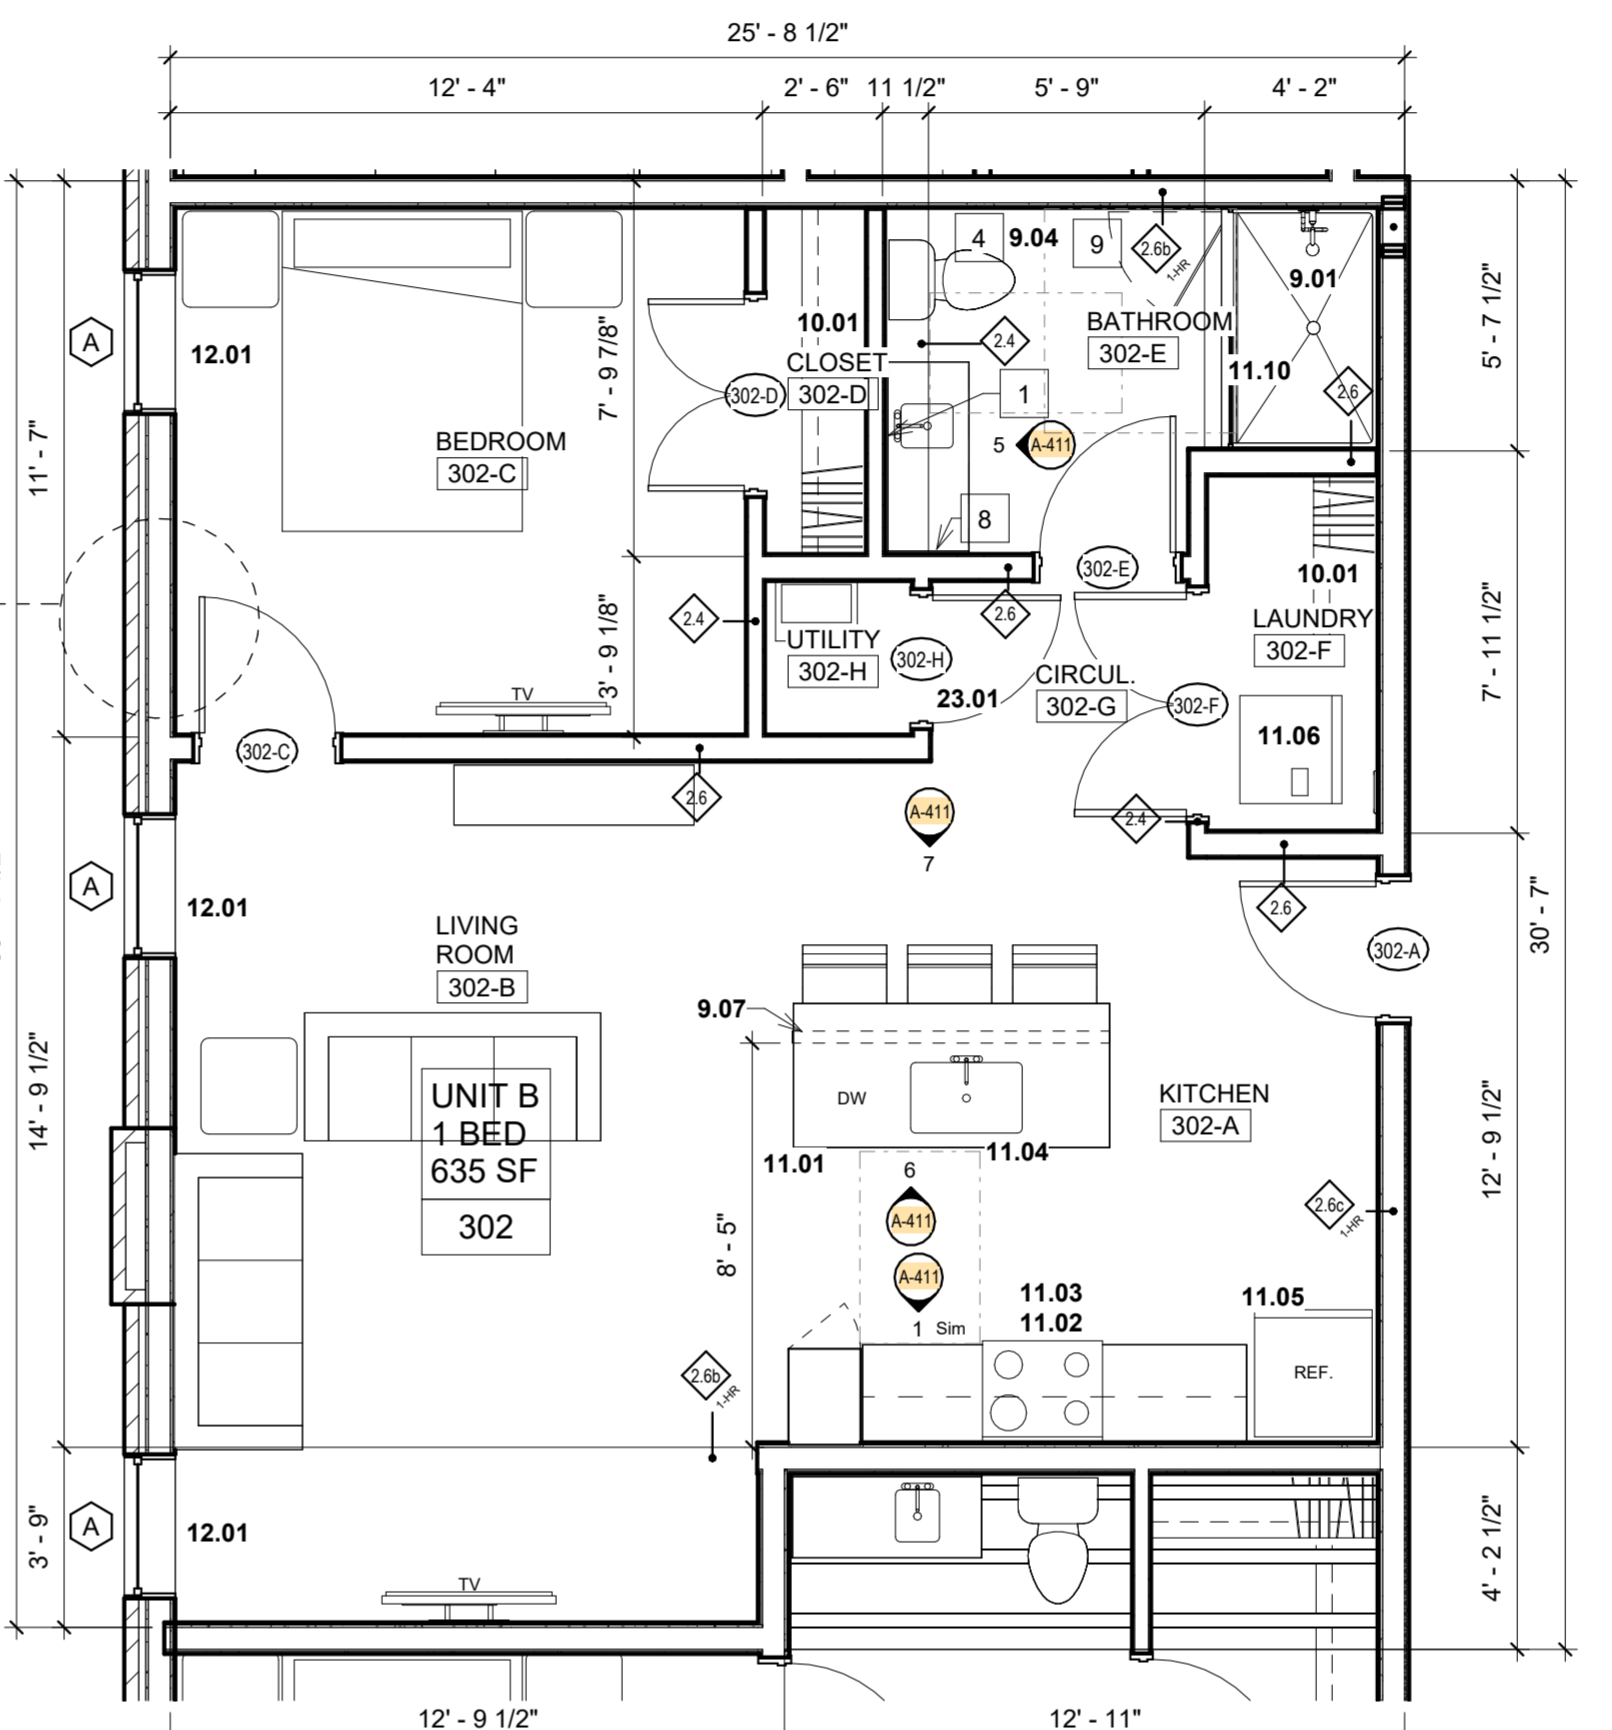 25' - 8 1/2"
12' - 4"
2' - 6"
11 1/2"
5' - 9"
4' - 2"
4
9.04
9
2.6b
1-HR
9.01
5' - 7 1/2"
A
12.01
7' - 9 7/8"
10.01
2.4
BATHROOM
302-E
CLOSET
302-D
302-D
11.10
2.6
1
11' - 7"
BEDROOM
302-C
5
A-411
8
302-E
10.01
2.4
3' - 9 1/8"
2.6
LAUNDRY
302-F
7' - 11 1/2"
UTILITY
302-H
302-H
23.01
CIRCUL.
302-G
302-F
TV
302-C
11.06
2.6
A-411
7
2.4
A
12.01
2.6
302-A
30' - 7"
LIVING
ROOM
302-B
9.07
14' - 9 1/2"
UNIT B
1 BED
635 SF
302
DW
KITCHEN
302-A
12' - 9 1/2"
11.01
11.04
6
A-411
A-411
1 Sim
8' - 5"
2.6c
1-HR
11.03
11.02
11.05
REF.
2.6b
1-HR
A
12.01
3' - 9"
TV
4' - 2 1/2"
12' - 9 1/2"
12' - 11"